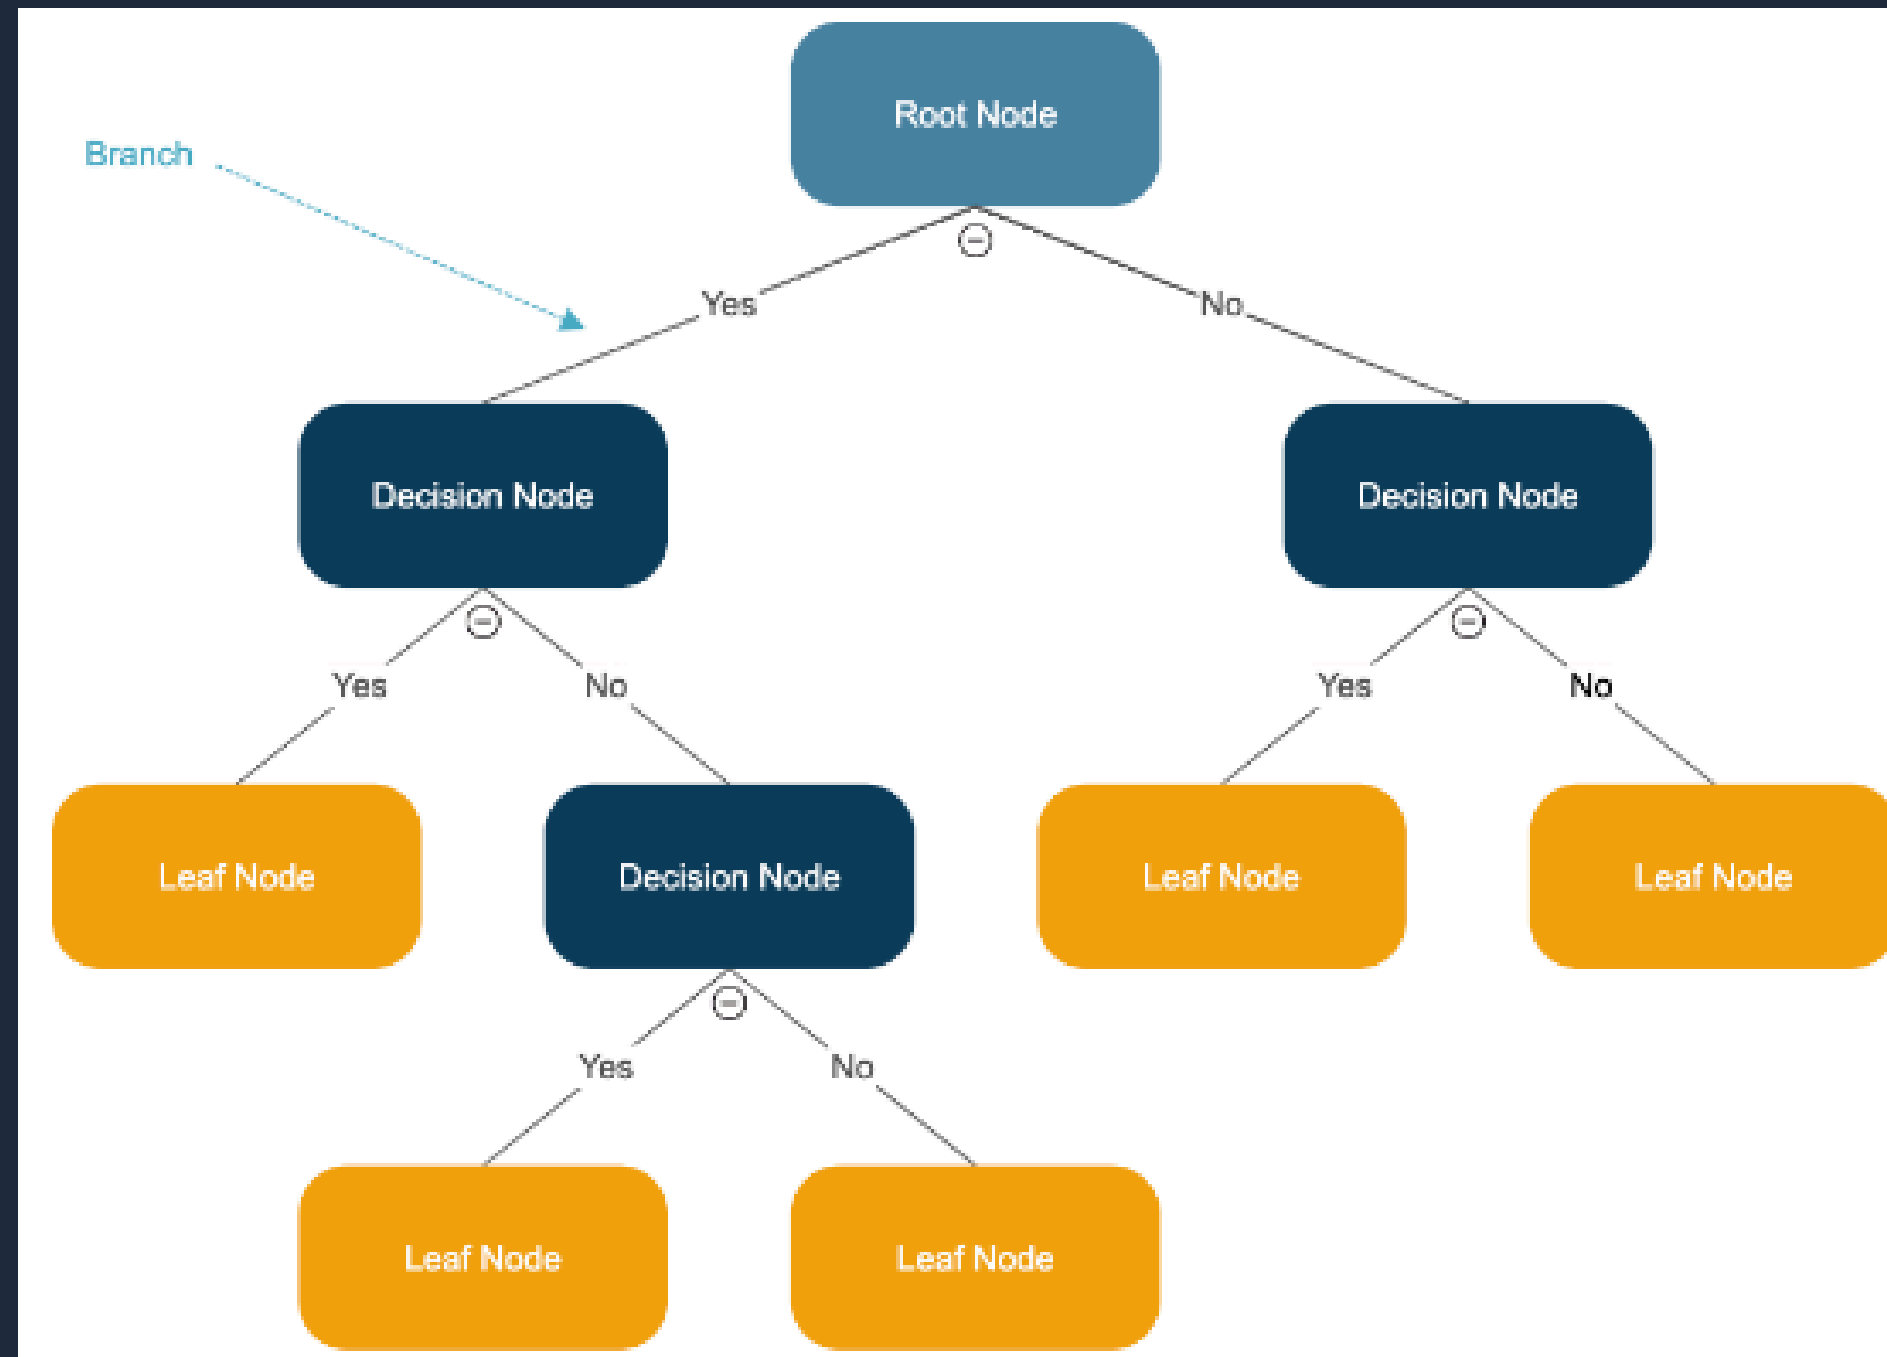 Root Node
Branch
Yes
No
Decision Node
Decision Node
Yes
No
Yes
No
Leaf Node
Decision Node
Leaf Node
Leaf Node
Yes
No
Leaf Node
Leaf Node